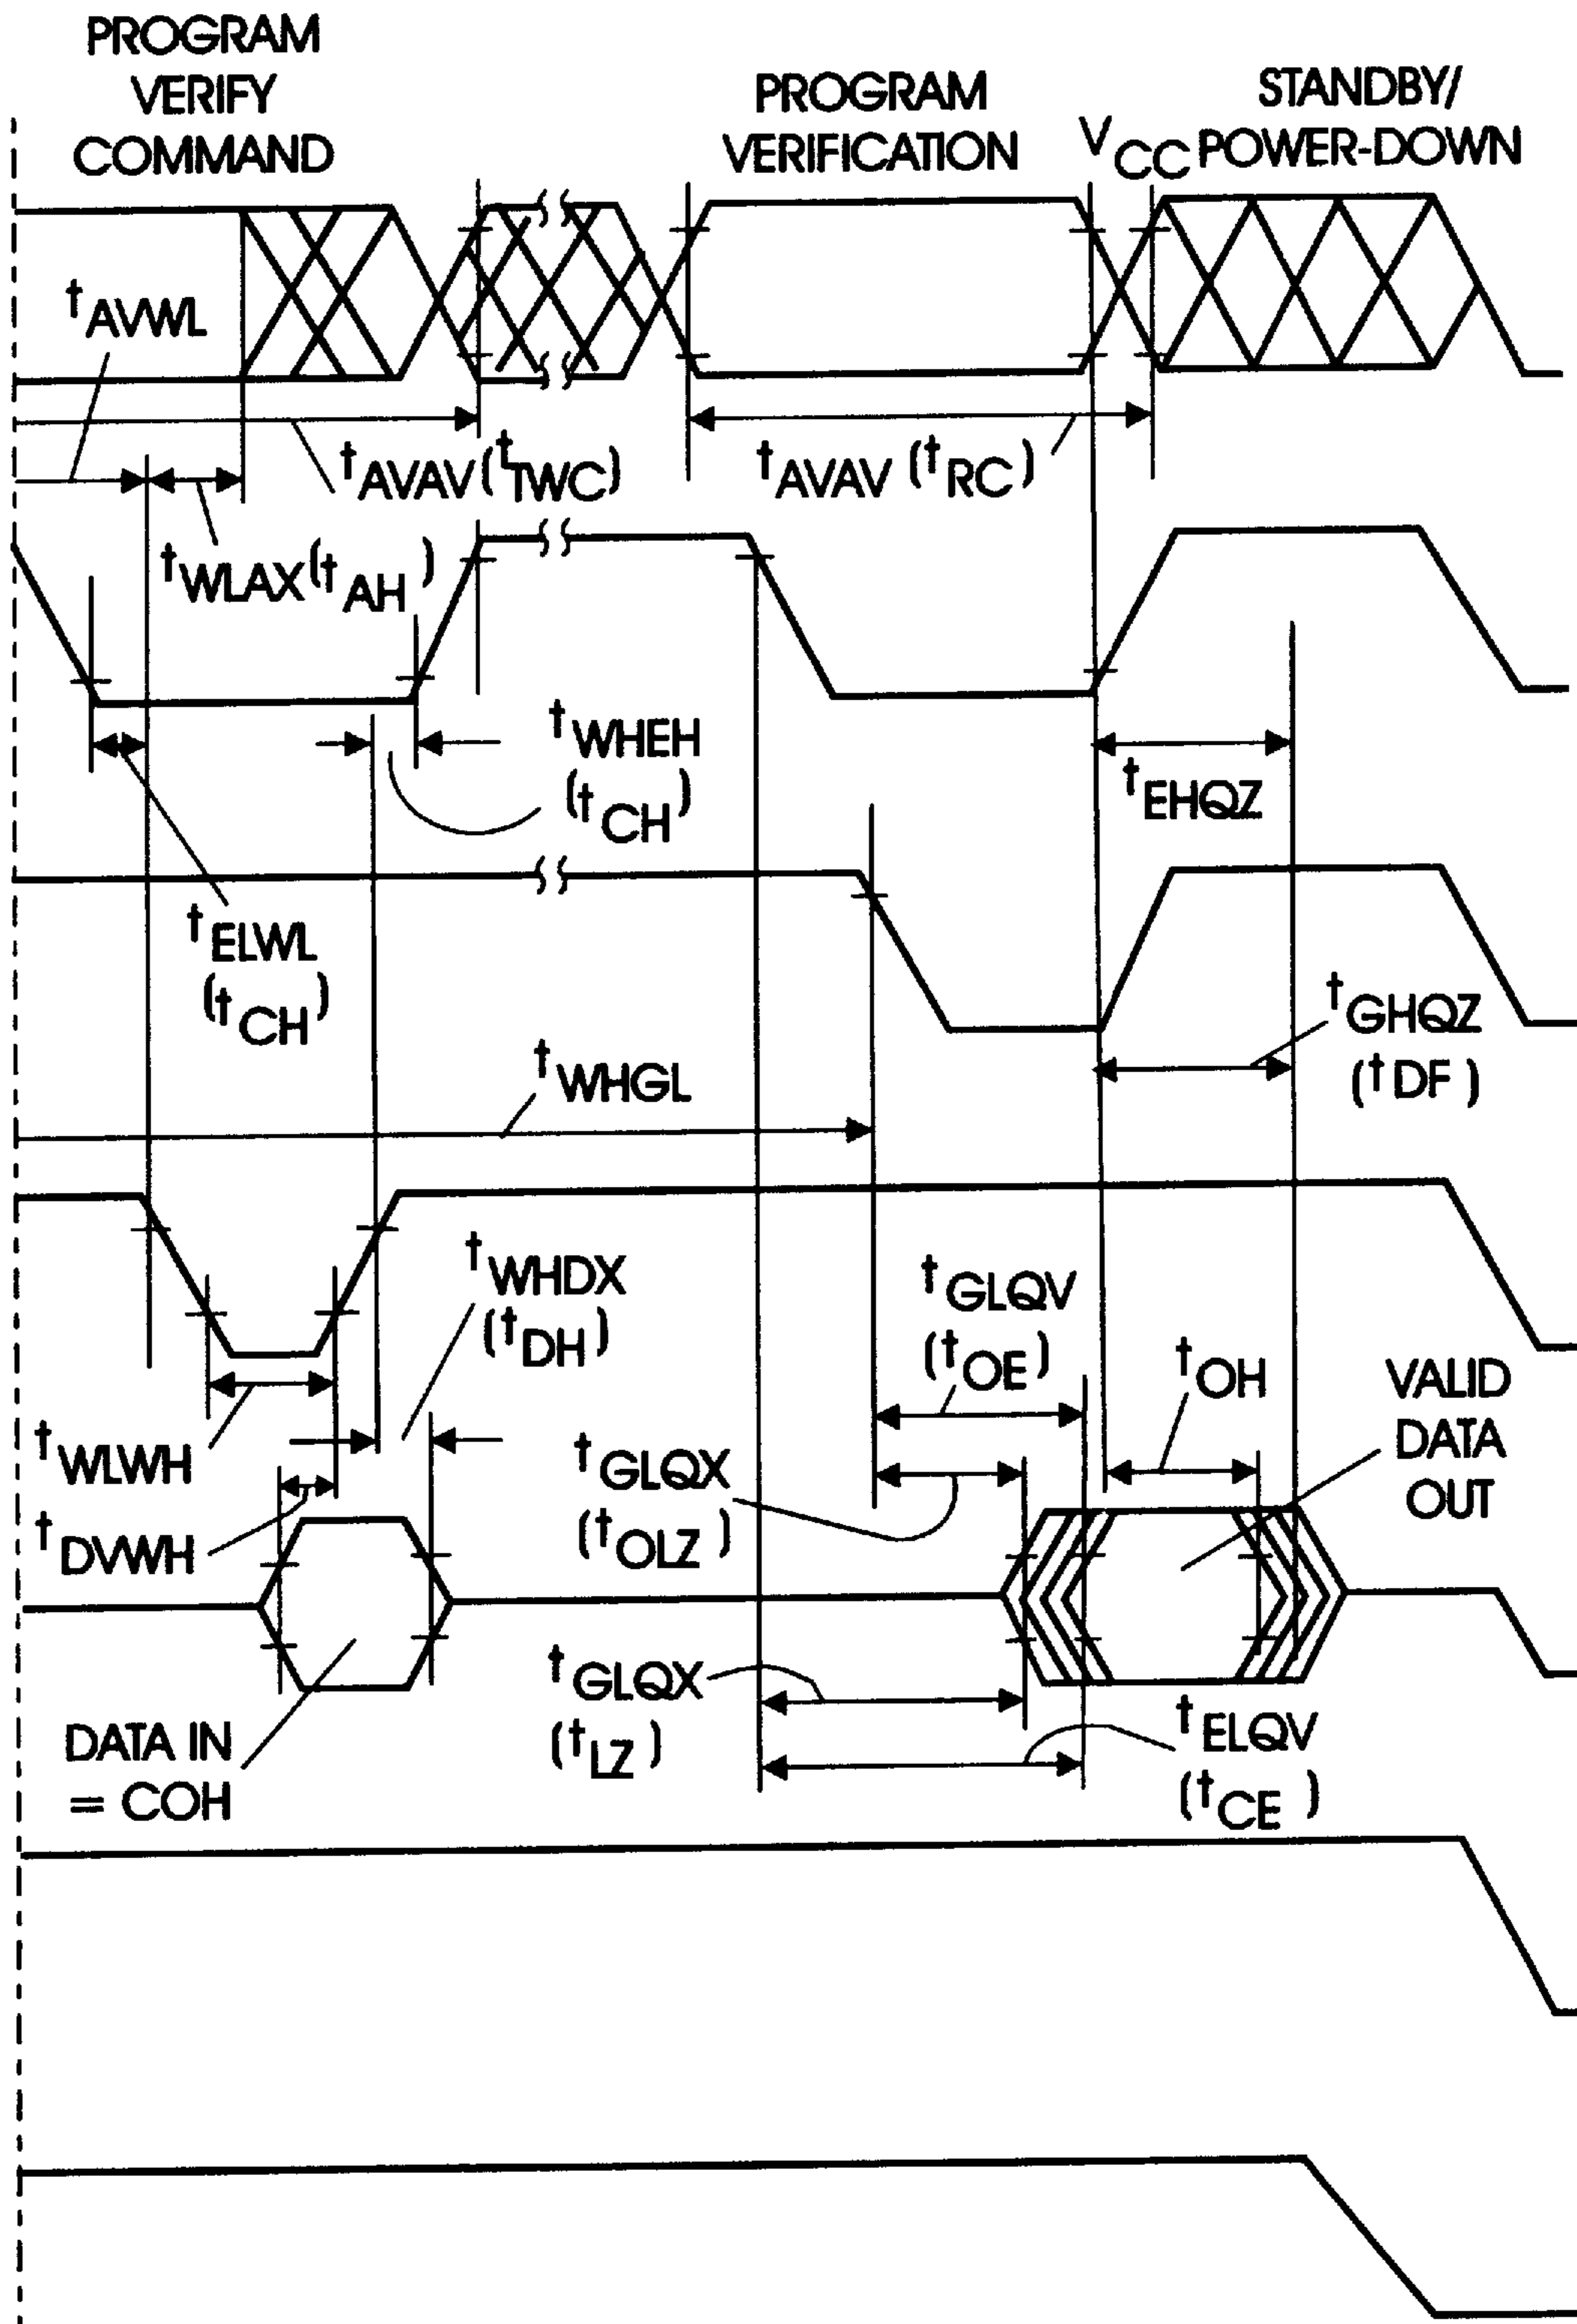 PROGRAM
VERIFY
COMMAND
PROGRAM
VERIFICATION
STANDBY/
VCC POWER-DOWN
tAVWL
tAVAV (tTWC)
tAVAV (tRC)
tWLAX (tAH)
tWHEH
(tCH)
tEHQZ
tELWL
(tCH)
tGHQZ
(tDF)
tWHGL
tWHDX
(tDH)
tGLQV
(tOE)
tOH
VALID
DATA
OUT
tWLWH
tGLQX
(tOLZ)
tDVWH
tGLQX
(tLZ)
tELQV
(tCE)
DATA IN
= COH